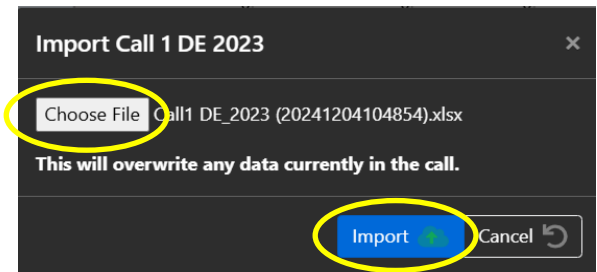 Import Call 1 DE 2023 ×
Choose File Call1 DE_2023 (20241204104854).xlsx
This will overwrite any data currently in the call.
Import Cancel